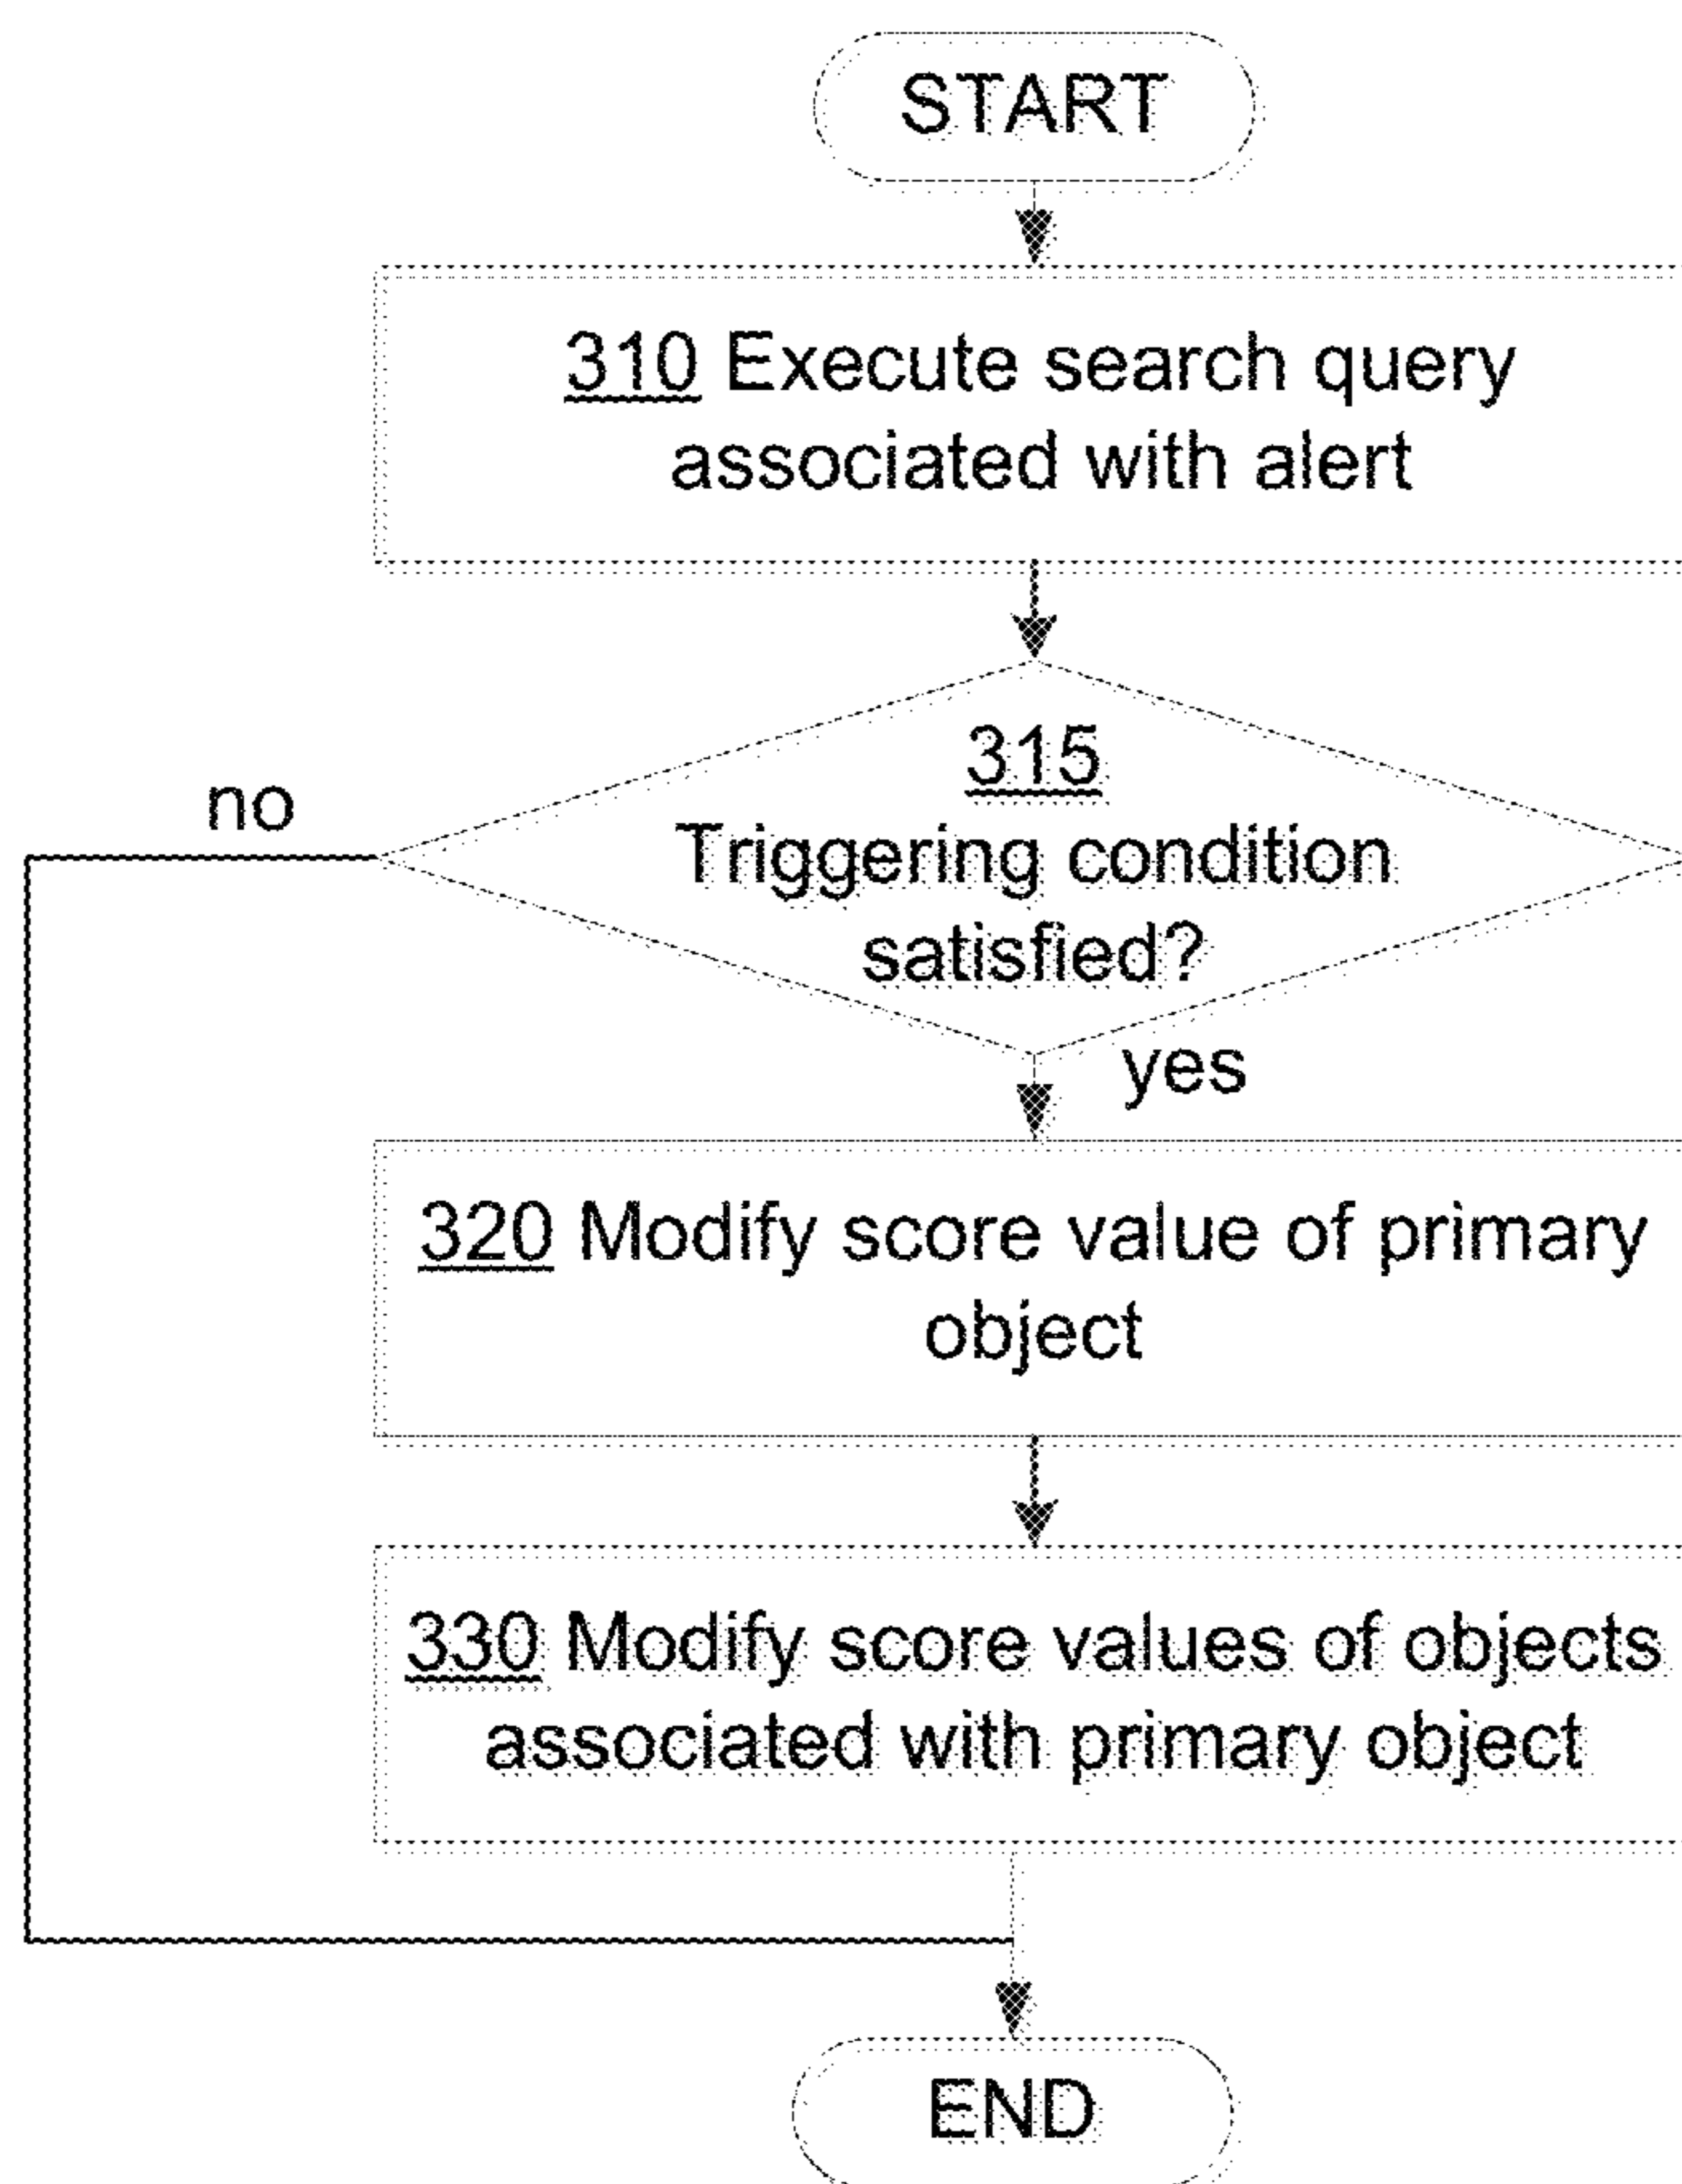 START
310 Execute search query
associated with alert
315
no
Triggering condition
satisfied?
yes
320 Modify score value of primary
object
330 Modify score values of objects
associated with primary object
END